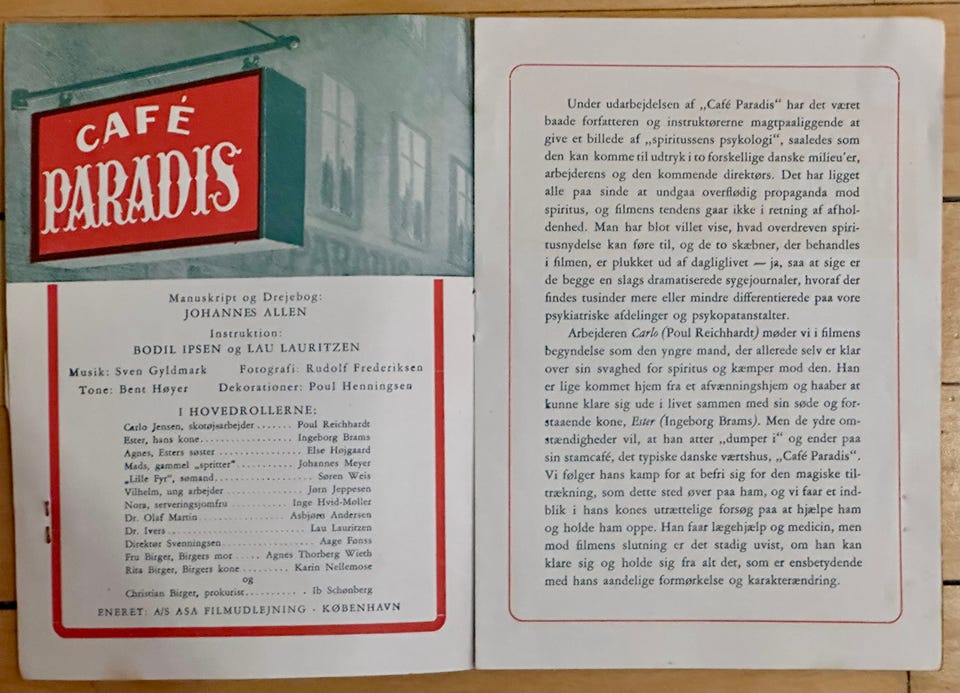 CAFÉ
PARADIS
Manuskript og Drejebog:
JOHANNES ALLEN
Instruktion:
BODIL IPSEN OG LAU LAURITZEN
Musik: Sven Gyldmark Fotografi: Rudolf Frederiksen
Tone: Bent Høyer Dekorationer: Poul Henningsen
I HOVEDROLLERNE:
Carlo Jensen, skotøjsarbejder ....... Poul Reichhardt
Ester, hans kone.................... Ingeborg Brams
Agnes, Esters søster ................. Else Højgaard
Mads, gammel „spritter“........... Johannes Meyer
„Lille Fyr“, sømand..................... Søren Weis
Vilhelm, ung arbejder ............. Jørn Jeppesen
Nora, serveringsjomfru ......... Inge Hvid-Møller
Dr. Olaf Martin ................. Asbjørn Andersen
Dr. Ivers........................... Lau Lauritzen
Direktør Svenningsen ................. Aage Fønss
Fru Birger, Birgers mor ..... Agnes Thorberg Wieth
Rita Birger, Birgers kone ......... Karin Nellemose
og
Christian Birger, prokurist............. Ib Schønberg
ENERET: A/S ASA FILMUDLEJNING · KØBENHAVN
Under udarbejdelsen af „Café Paradis“ har det været
baade forfatteren og instruktørerne magtpaaliggende at
give et billede af „spiritussens psykologi“, saaledes som
den kan komme til udtryk i to forskellige danske milieu'er,
arbejderens og den kommende direktørs. Det har ligget
alle paa sinde at undgaa overflødig propaganda mod
spiritus, og filmens tendens gaar ikke i retning af afhol-
denhed. Man har blot villet vise, hvad overdreven spiri-
tusnydelse kan føre til, og de to skæbner, der behandles
i filmen, er plukket ud af dagliglivet — ja, saa at sige er
de begge en slags dramatiserede sygejournaler, hvoraf der
findes tusinder mere eller mindre differentierede paa vore
psykiatriske afdelinger og psykopatanstalter.
Arbejderen Carlo (Poul Reichhardt) møder vi i filmens
begyndelse som den yngre mand, der allerede selv er klar
over sin svaghed for spiritus og kæmper mod den. Han
er lige kommet hjem fra et afvænningshjem og haaber at
kunne klare sig ude i livet sammen med sin søde og for-
staaende kone, Ester (Ingeborg Brams). Men de ydre om-
stændigheder vil, at han atter „dumper i“ og ender paa
sin stamcafé, det typiske danske værtshus, „Café Paradis“.
Vi følger hans kamp for at befri sig for den magiske til-
trækning, som dette sted øver paa ham, og vi faar et ind-
blik i hans kones utrættelige forsøg paa at hjælpe ham
og holde ham oppe. Han faar lægehjælp og medicin, men
mod filmens slutning er det stadig uvist, om han kan
klare sig og holde sig fra alt det, som er ensbetydende
med hans aandelige formørkelse og karakterændring.